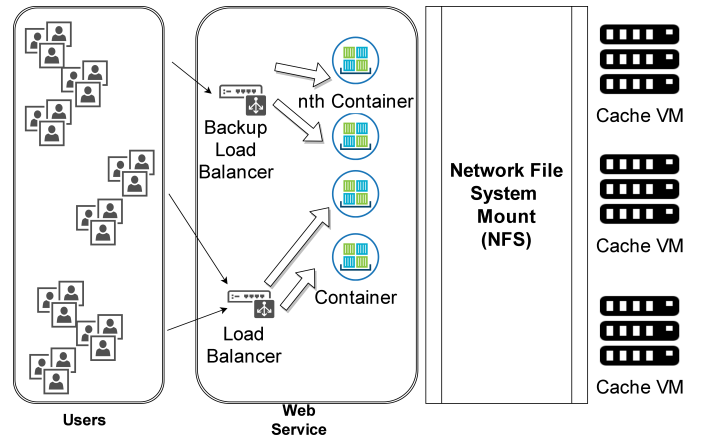 nth Container
Backup
Load
Balancer
Container
Load
Balancer
Network File
System
Mount
(NFS)
Cache VM
Cache VM
Cache VM
Users
Web
Service